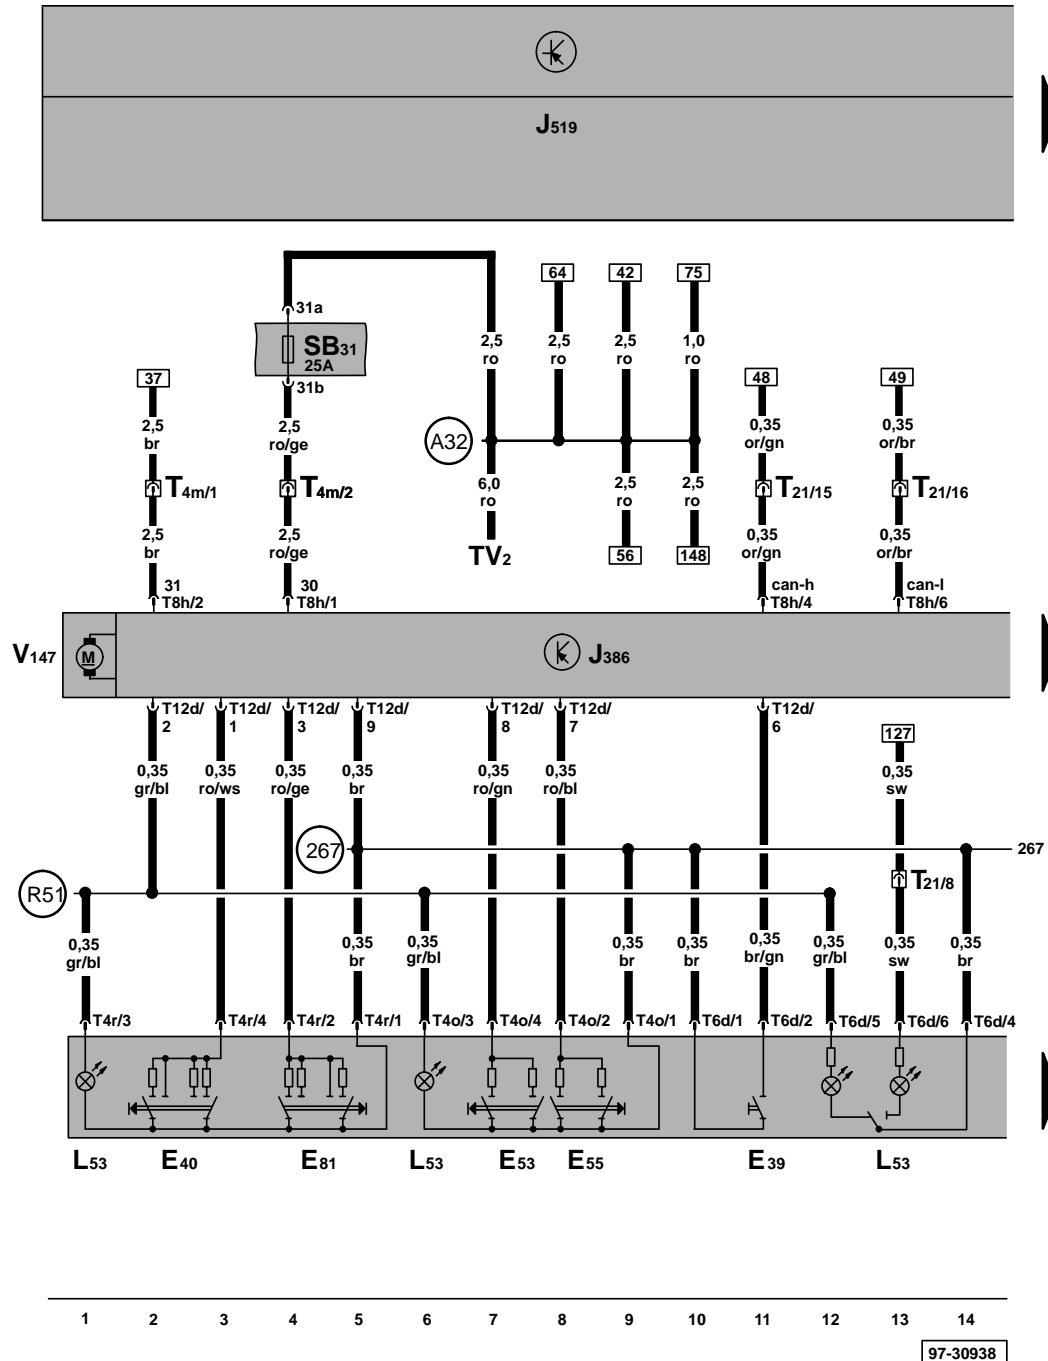 J519
31a
SB31
25A
31b
64
42
75
2,5
ro
2,5
ro
2,5
ro
1,0
ro
37
48
49
2,5
br
2,5
ro/ge
A32
0,35
or/gn
0,35
or/br
T4m/1
T4m/2
6,0
ro
2,5
ro
2,5
ro
T21/15
T21/16
2,5
br
2,5
ro/ge
TV2
56
148
0,35
or/gn
0,35
or/br
31
T8h/2
30
T8h/1
can-h
T8h/4
can-l
T8h/6
V147
M
J386
T12d/
2
T12d/
1
T12d/
3
T12d/
9
T12d/
8
T12d/
7
T12d/
6
127
0,35
gr/bl
0,35
ro/ws
0,35
ro/ge
0,35
br
0,35
ro/gn
0,35
ro/bl
0,35
sw
267
267
R51
T21/8
0,35
gr/bl
0,35
br
0,35
gr/bl
0,35
br
0,35
br
0,35
br/gn
0,35
gr/bl
0,35
sw
0,35
br
T4r/3
T4r/4
T4r/2
T4r/1
T4o/3
T4o/4
T4o/2
T4o/1
T6d/1
T6d/2
T6d/5
T6d/6
T6d/4
L53
E40
E81
L53
E53
E55
E39
L53
1 2 3 4 5 6 7 8 9 10 11 12 13 14
97-30938